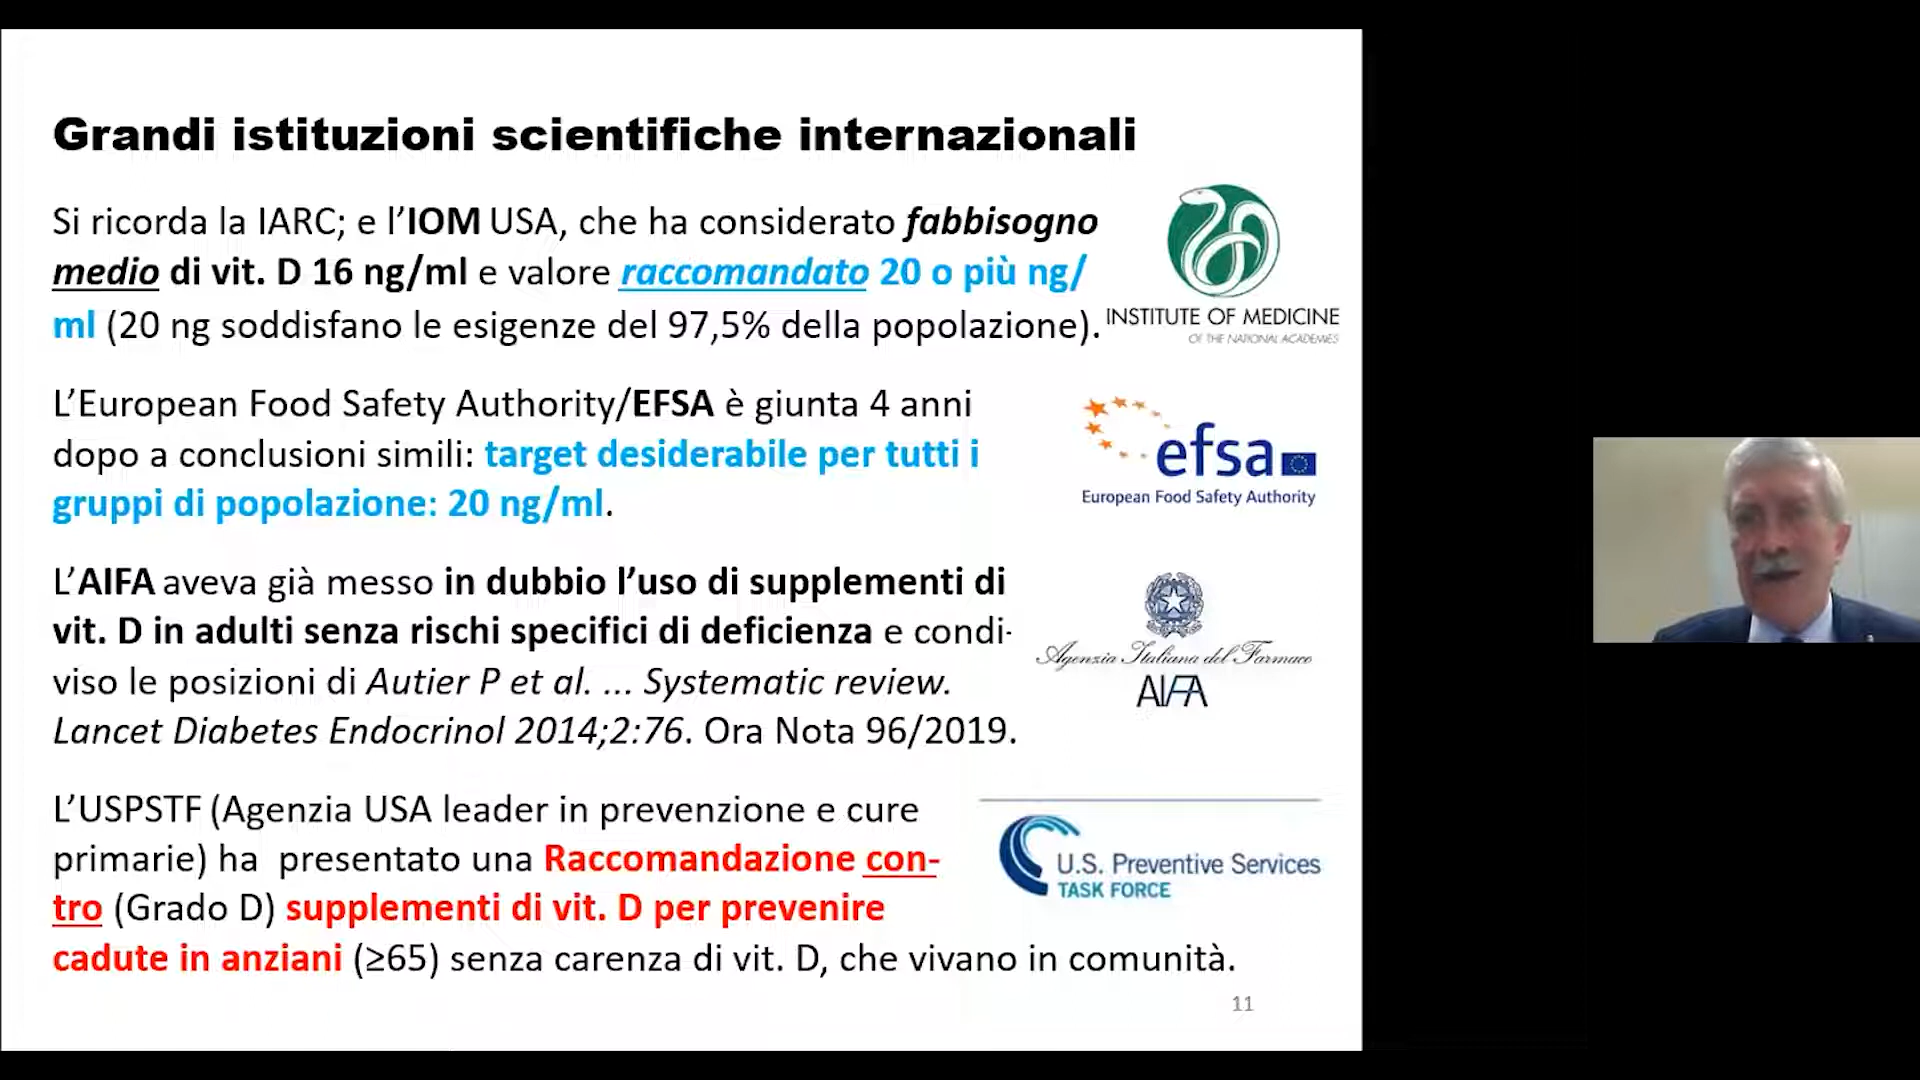 Grandi istituzioni scientifiche internazionali
Si ricorda la IARC; e l’IOM USA, che ha considerato fabbisogno
medio di vit. D 16 ng/ml e valore raccomandato 20 o più ng/
ml (20 ng soddisfano le esigenze del 97,5% della popolazione).
INSTITUTE OF MEDICINE
OF THE NATIONAL ACADEMIES
L’European Food Safety Authority/EFSA è giunta 4 anni
dopo a conclusioni simili: target desiderabile per tutti i
gruppi di popolazione: 20 ng/ml.
efsa
European Food Safety Authority
L’AIFA aveva già messo in dubbio l’uso di supplementi di
vit. D in adulti senza rischi specifici di deficienza e condi-
viso le posizioni di Autier P et al. ... Systematic review.
Lancet Diabetes Endocrinol 2014;2:76. Ora Nota 96/2019.
Agenzia Italiana del Farmaco
AIFA
L’USPSTF (Agenzia USA leader in prevenzione e cure
primarie) ha  presentato una Raccomandazione con-
tro (Grado D) supplementi di vit. D per prevenire
cadute in anziani (≥65) senza carenza di vit. D, che vivano in comunità.
U.S. Preventive Services
TASK FORCE
11